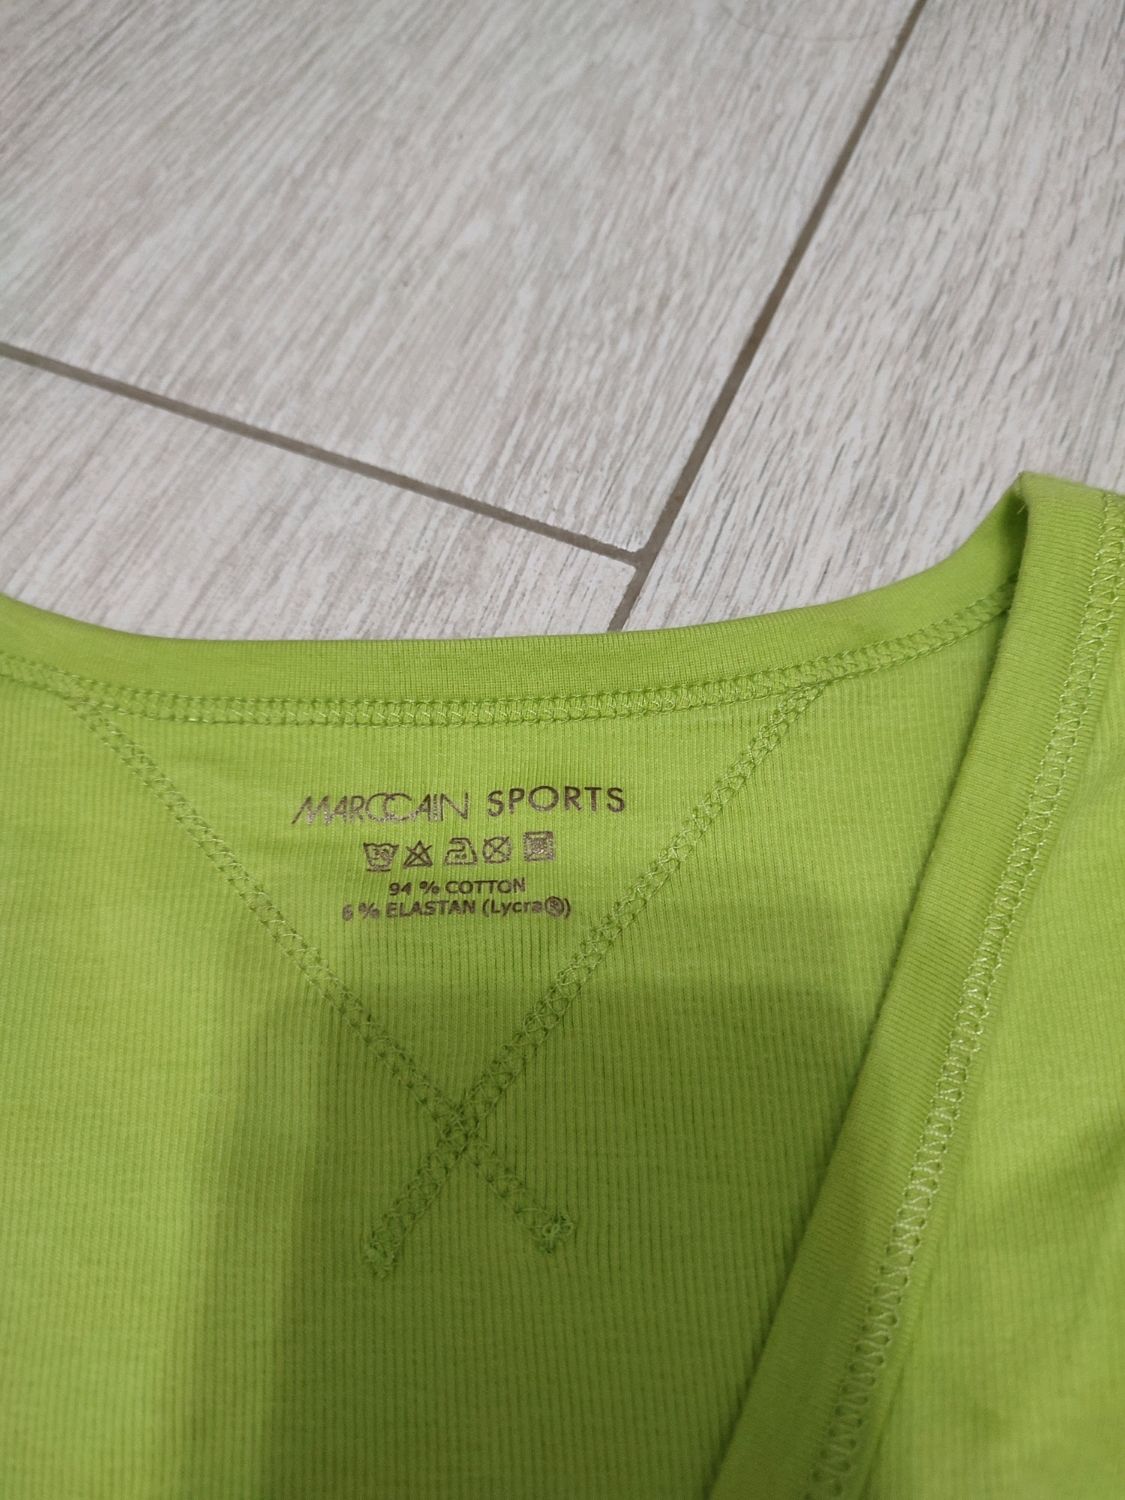 MARCCAIN SPORTS
94 % COTTON
6 % ELASTAN (Lycra®)